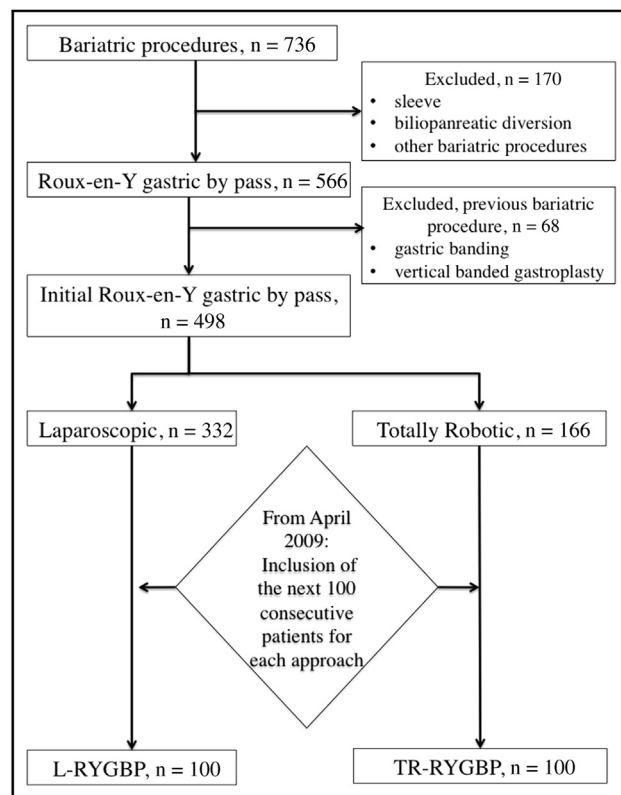 Bariatric procedures, n = 736
Excluded, n = 170
• sleeve
• biliopanreatic diversion
• other bariatric procedures
Roux-en-Y gastric by pass, n = 566
Excluded, previous bariatric
procedure, n = 68
• gastric banding
• vertical banded gastroplasty
Initial Roux-en-Y gastric by pass,
n = 498
Laparoscopic, n = 332
Totally Robotic, n = 166
From April
2009:
Inclusion of
the next 100
consecutive
patients for
each approach
L-RYGBP, n = 100
TR-RYGBP, n = 100